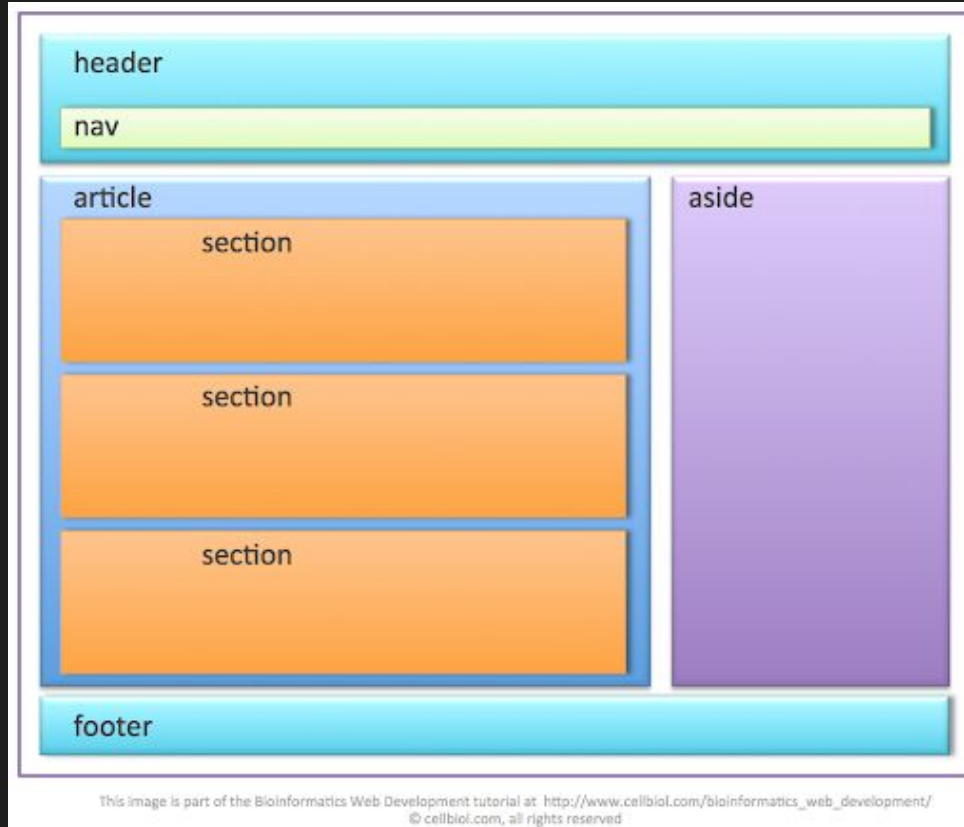 header
nav
article
aside
section
section
section
footer
This image is part of the Bioinformatics Web Development tutorial at http://www.cellbiol.com/bioinformatics_web_development/
© cellbiol.com, all rights reserved